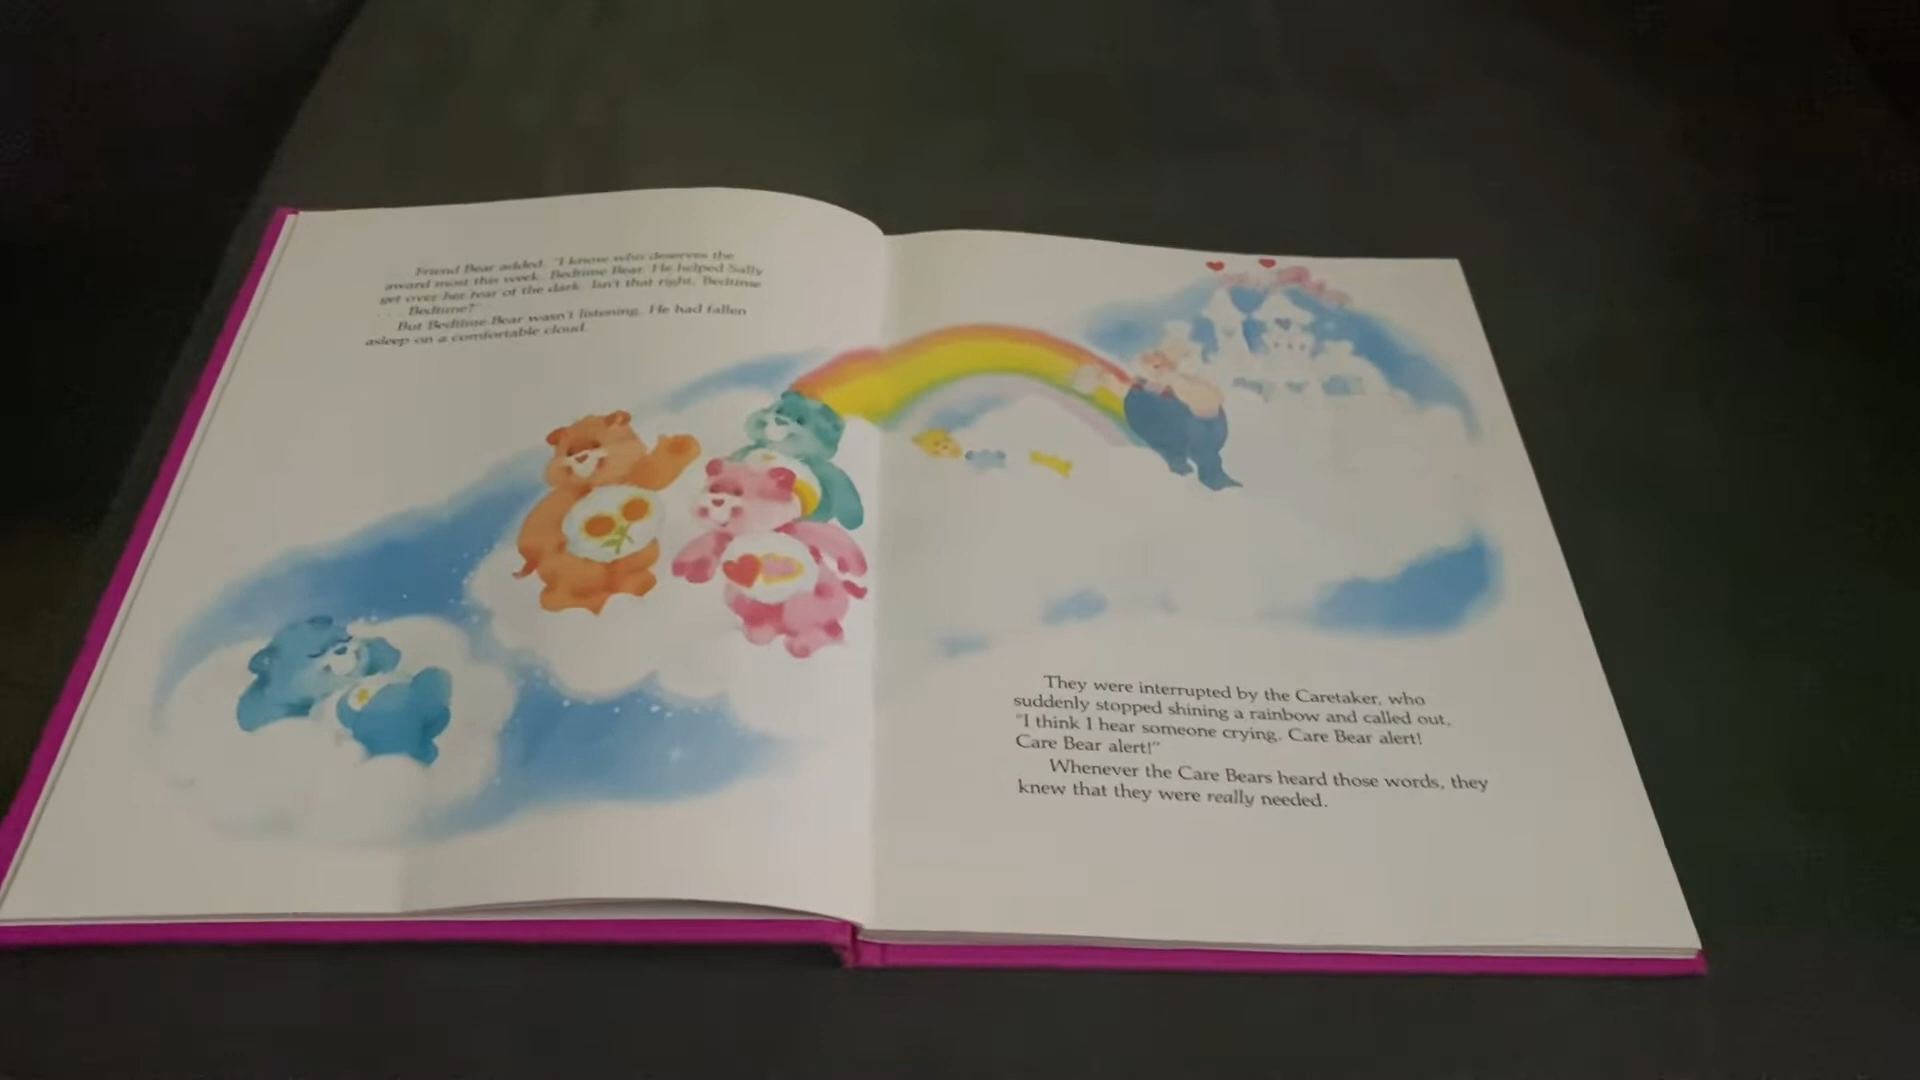 Friend Bear added. "I know who deserves the
award most this week. Bedtime Bear. He helped Sally
get over her fear of the dark. Isn't that right, Bedtime
. . . Bedtime?"
But Bedtime Bear wasn't listening. He had fallen
asleep on a comfortable cloud.
They were interrupted by the Caretaker, who
suddenly stopped shining a rainbow and called out,
"I think I hear someone crying. Care Bear alert!
Care Bear alert!"
Whenever the Care Bears heard those words, they
knew that they were really needed.